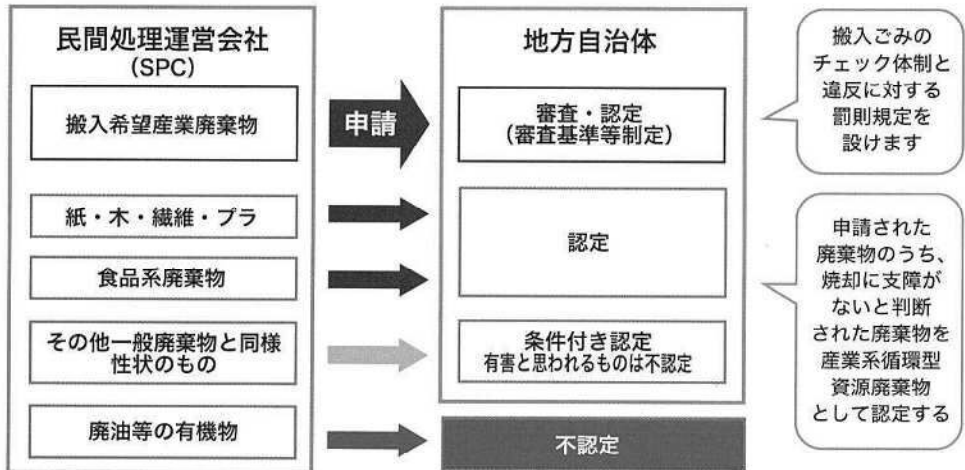 民間処理運営会社
(SPC)
搬入希望産業廃棄物
紙・木・繊維・プラ
食品系廃棄物
その他一般廃棄物と同様
性状のもの
廃油等の有機物
申請
地方自治体
審査・認定
(審査基準等制定)
認定
条件付き認定
有害と思われるものは不認定
不認定
搬入ごみの
チェック体制と
違反に対する
罰則規定を
設けます
申請された
廃棄物のうち、
焼却に支障が
ないと判断
された廃棄物を
産業系循環型
資源廃棄物
として認定する